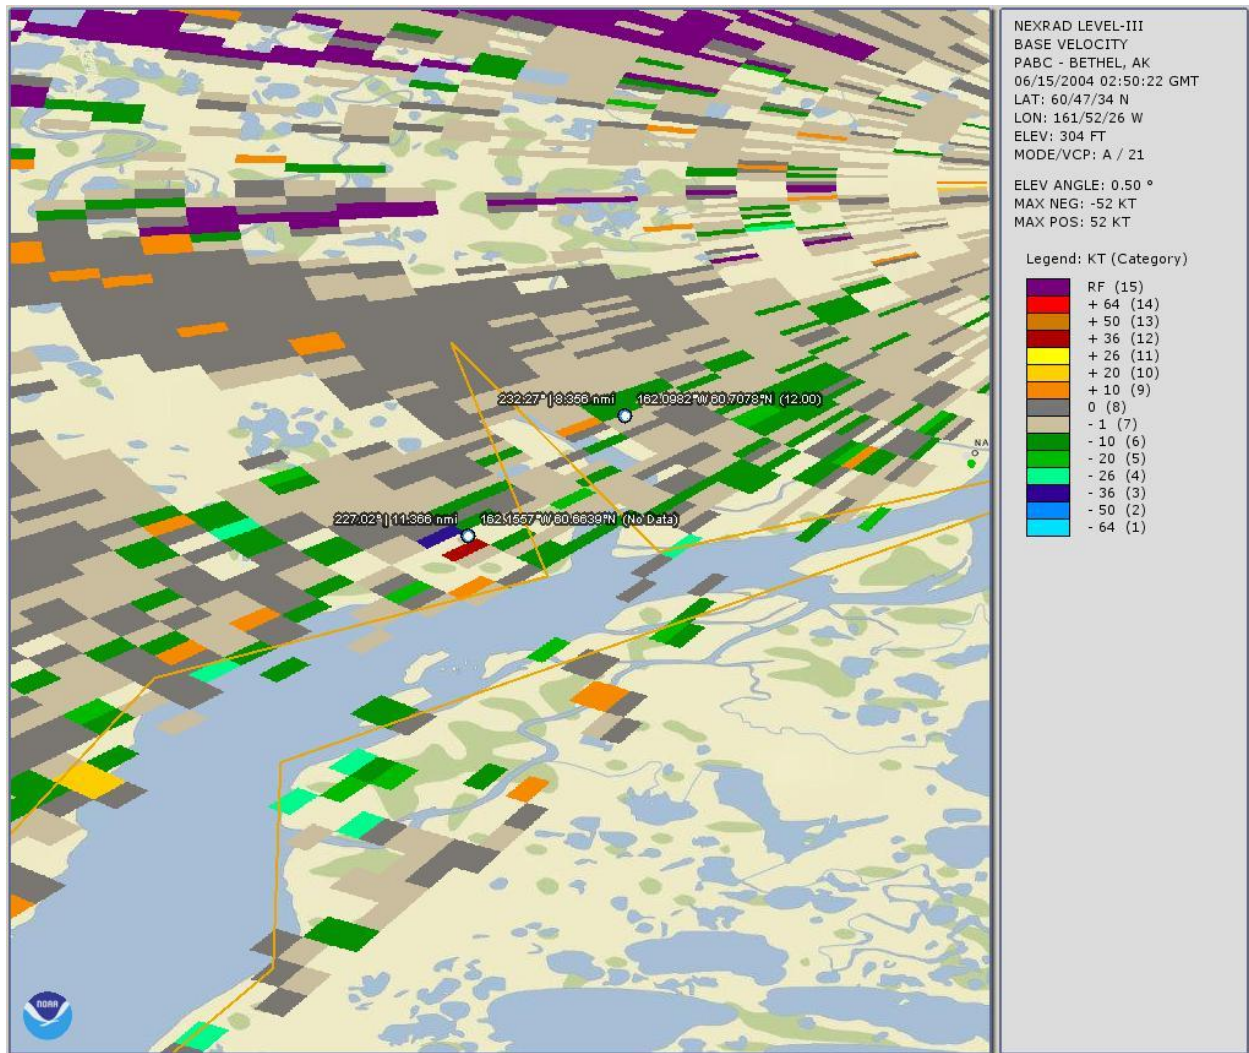 232.27° | 8.356 nmi
162.0982°W 60.7078°N (12.00)
NA
227.02° | 11.366 nmi
162.1557°W 60.6639°N (No Data)
NOAA
NEXRAD LEVEL-III
BASE VELOCITY
PABC - BETHEL, AK
06/15/2004 02:50:22 GMT
LAT: 60/47/34 N
LON: 161/52/26 W
ELEV: 304 FT
MODE/VCP: A / 21
ELEV ANGLE: 0.50 °
MAX NEG: -52 KT
MAX POS: 52 KT
Legend: KT (Category)
RF (15)
+ 64 (14)
+ 50 (13)
+ 36 (12)
+ 26 (11)
+ 20 (10)
+ 10 (9)
0 (8)
- 1 (7)
- 10 (6)
- 20 (5)
- 26 (4)
- 36 (3)
- 50 (2)
- 64 (1)